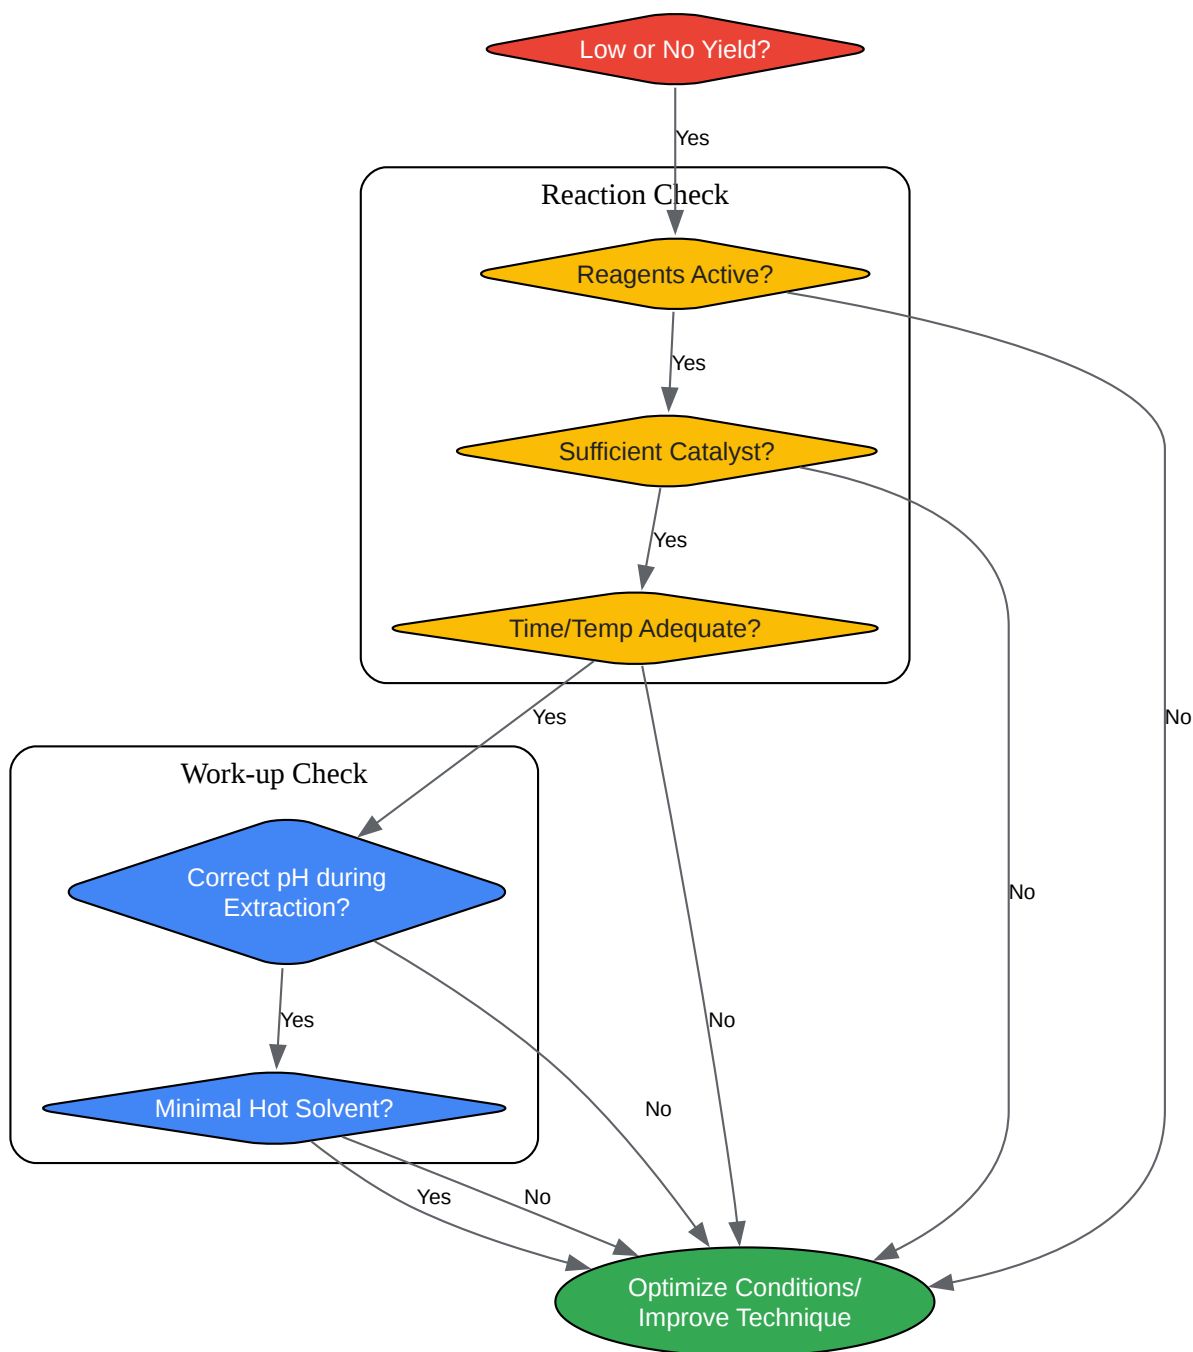 Low or No Yield?
Yes
Reaction Check
Reagents Active?
Yes
Sufficient Catalyst?
Yes
Time/Temp Adequate?
Yes
No
Work-up Check
Correct pH during
Extraction?
No
Yes
No
Minimal Hot Solvent?
No
Yes
No
Optimize Conditions/
Improve Technique